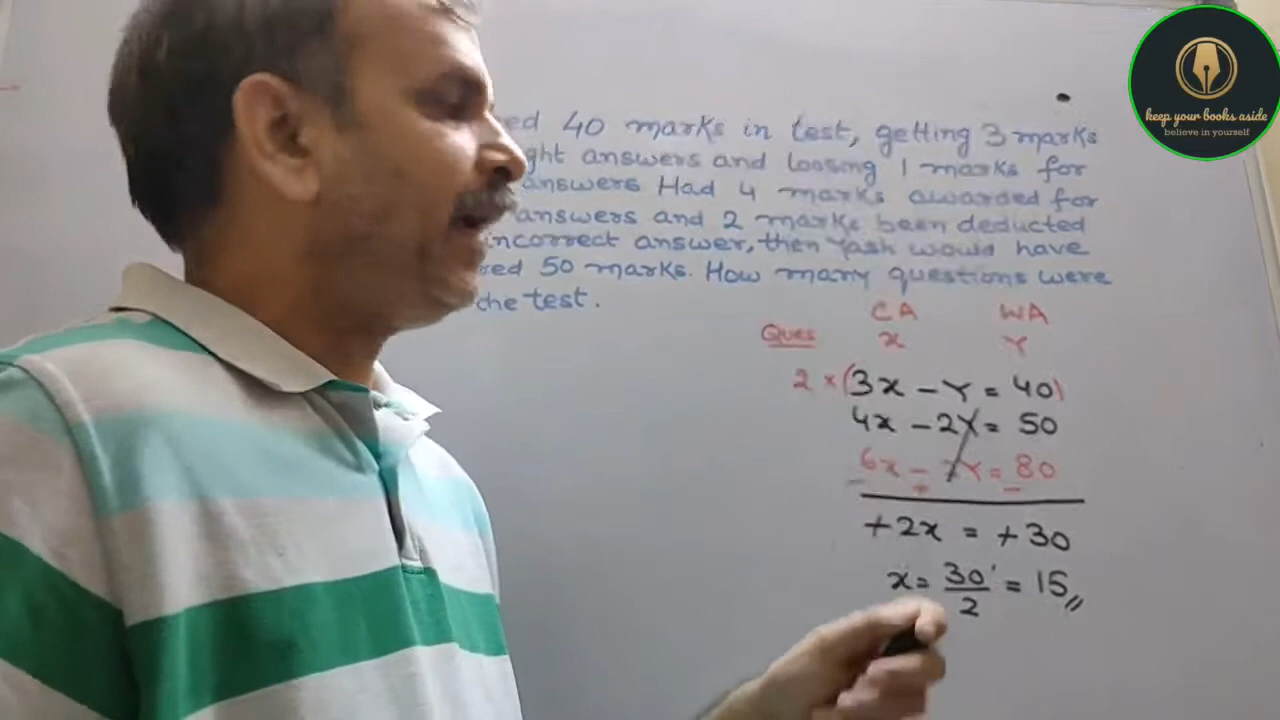 ed 40 marks in test, getting 3 marks
ght answers and loosing 1 marks for
answers Had 4 marks awarded for
answers and 2 marks been deducted
incorrect answer, then Yash would have
red 50 marks. How many questions were
the test.
CA WA
Ques x Y
2 × (3x - Y = 40)
4x - 2Y = 50
6x - 2Y = 80
- + -
+2x = +30
x = 30/2 = 15
keep your books aside
believe in yourself